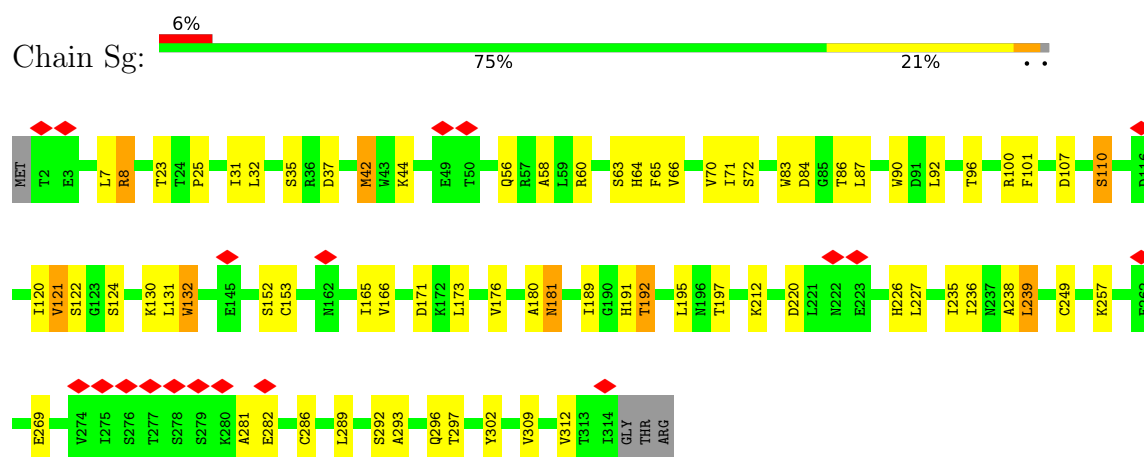 6%
Chain Sg:
75% 21% • •
MET T2 E3 L7 R8 T23 T24 P25 I31 L32 S35 R36 D37 M42 W43 K44 E49 T50 Q56 R57 A58 L59 R60 S63 H64 F65 V66 V70 I71 S72 W83 D84 G85 T86 L87 W90 D91 L92 T96 R100 F101 D107 S110 D116
I120 V121 S122 G123 S124 K130 L131 W132 E145 S152 C153 N162 I165 V166 D171 K172 L173 V176 A180 N181 I189 G190 H191 T192 L195 N196 T197 K212 D220 L221 N222 E223 H226 L227 I235 I236 N237 A238 L239 C249 K257
E269 V274 I275 S276 T277 S278 S279 K280 A281 E282 C286 L289 S292 A293 Q296 T297 Y302 V309 V312 T313 I314 GLY THR ARG